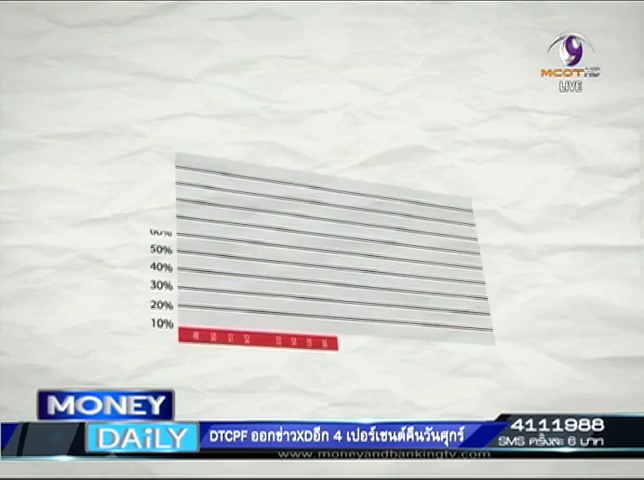 MCOT HD
LIVE
60%
50%
40%
30%
20%
10%
MONEY
DAiLY
DTCPF ออกข่าวXDอีก 4 เปอร์เซนต์คืนวันศุกร์
4111988
SMS ครั้งละ 6 บาท
www.moneyandbankingtv.com